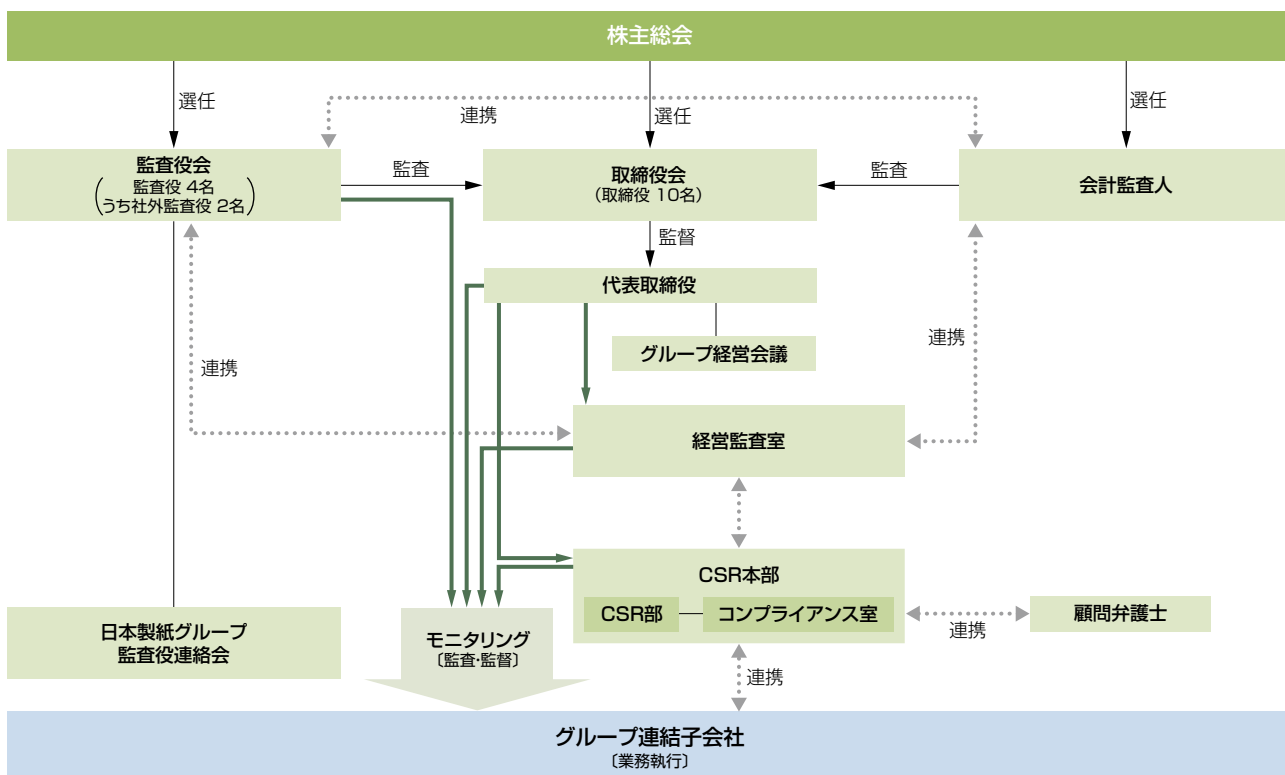 株主総会
選任
連携
選任
選任
監査役会
監査役 4名
うち社外監査役 2名
監査
取締役会
(取締役 10名)
監査
会計監査人
監督
代表取締役
グループ経営会議
連携
連携
経営監査室
CSR本部
CSR部
コンプライアンス室
連携
顧問弁護士
日本製紙グループ
監査役連絡会
モニタリング
〔監査・監督〕
連携
グループ連結子会社
〔業務執行〕